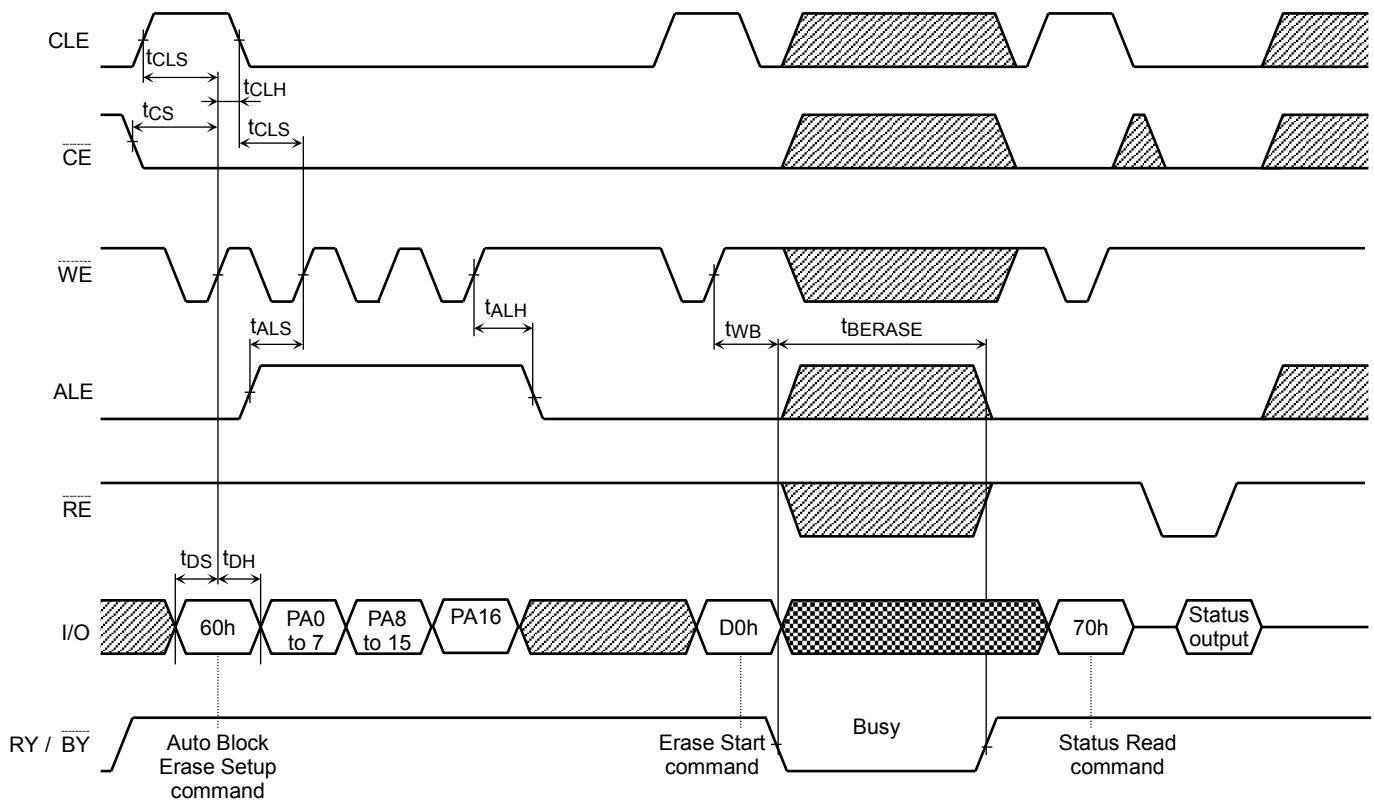 CLE
tCLS
tCLH
tCS
tCLS
CE
WE
tALS
tALH
tWB
tBERASE
ALE
RE
tDS tDH
I/O
60h
PA0
to 7
PA8
to 15
PA16
D0h
70h
Status
output
RY / BY
Auto Block
Erase Setup
command
Erase Start
command
Busy
Status Read
command